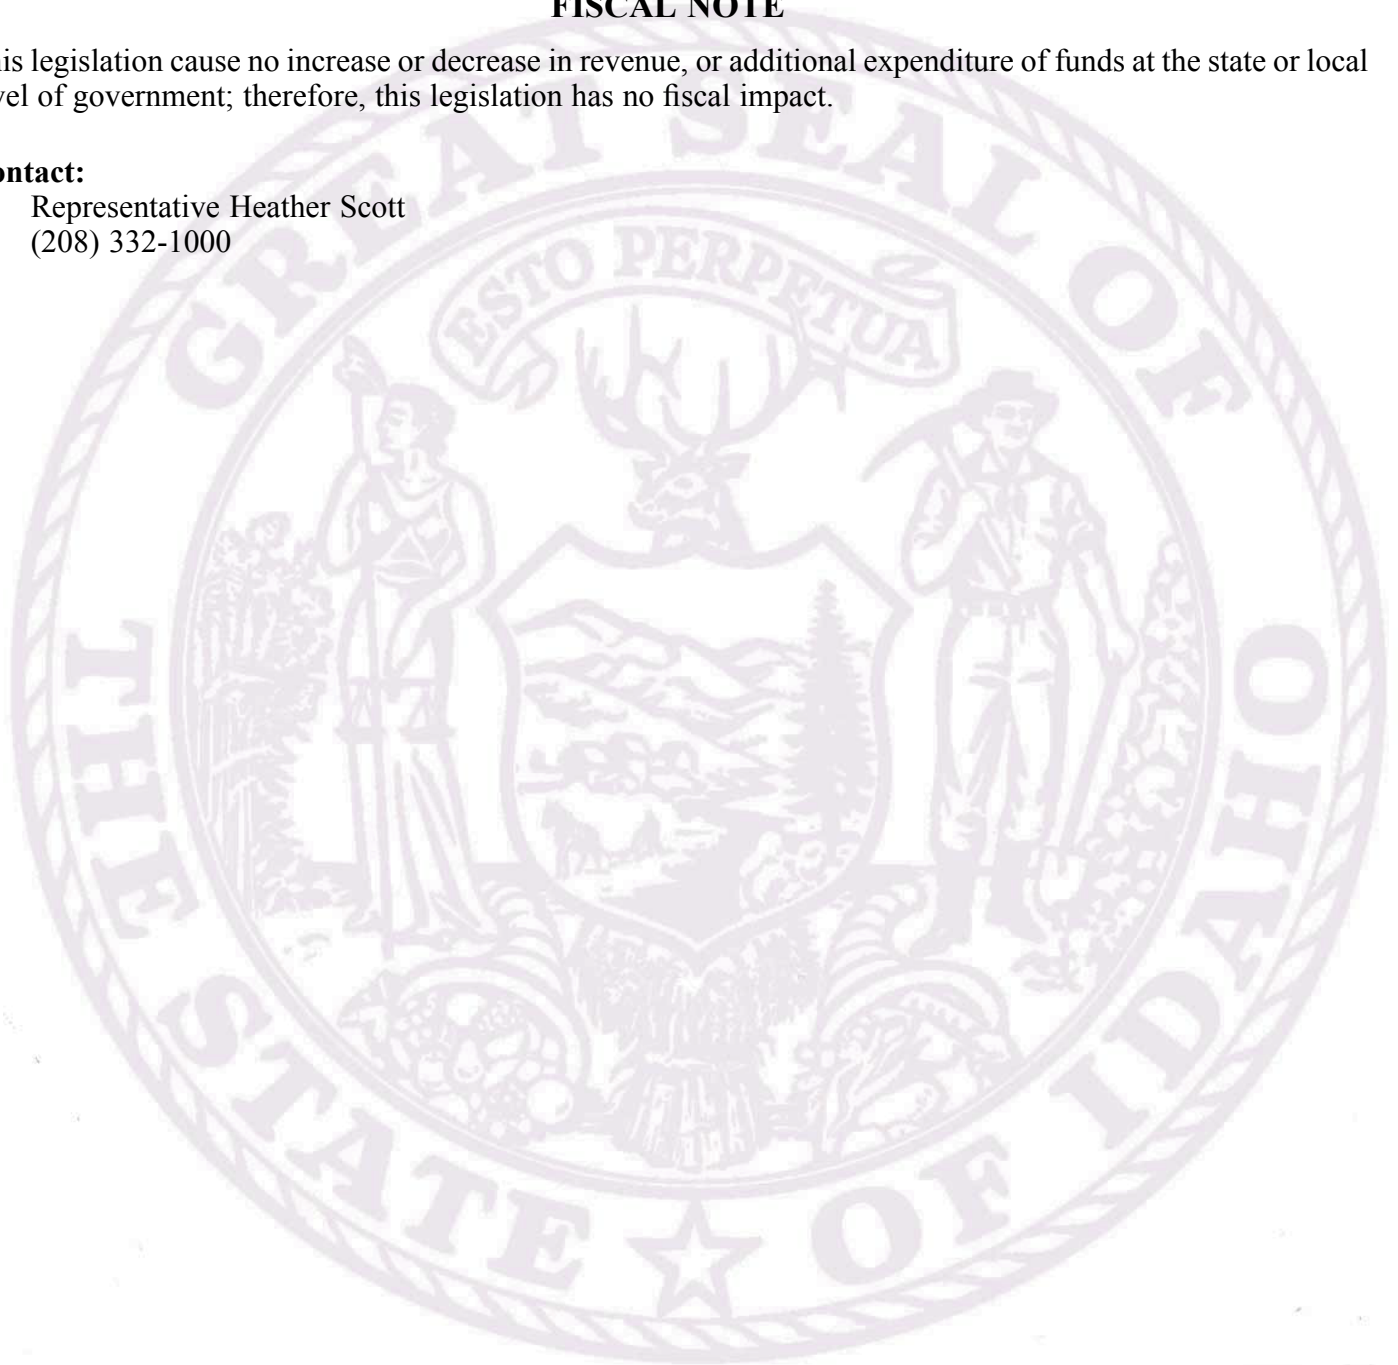 FISCAL NOTE
his legislation cause no increase or decrease in revenue, or additional expenditure of funds at the state or local
vel of government; therefore, this legislation has no fiscal impact.
ontact:
Representative Heather Scott
(208) 332-1000
THE STATE OF IDAHO
GREAT SEAL OF
ESTO PERPETUA